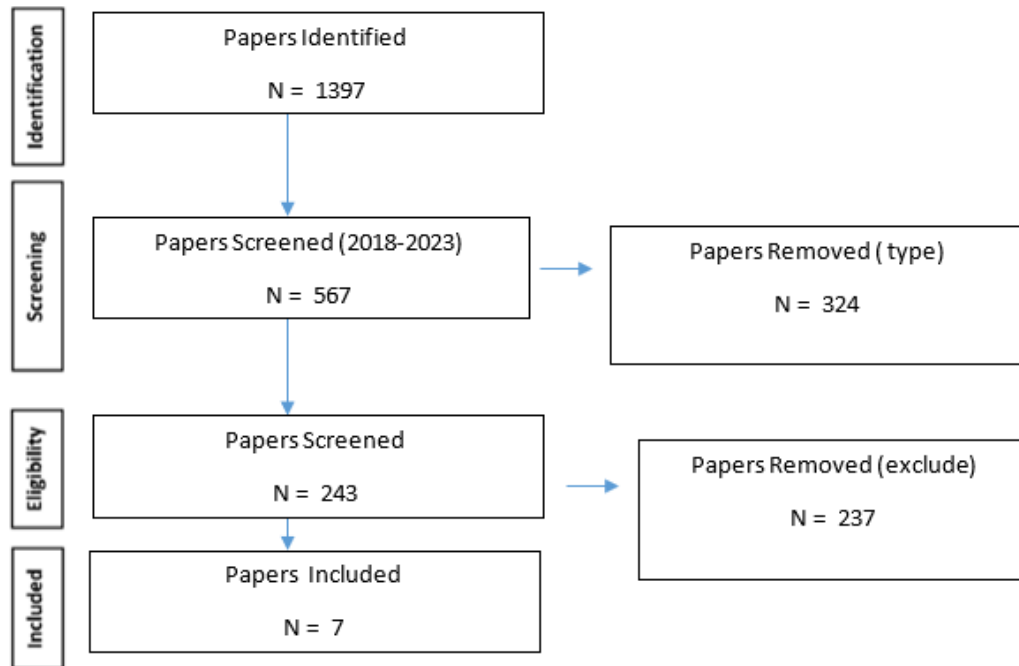 Identification
Papers Identified
N = 1397
Screening
Papers Screened (2018-2023)
N = 567
Papers Removed ( type)
N = 324
Eligibility
Papers Screened
N = 243
Papers Removed (exclude)
N = 237
Included
Papers Included
N = 7